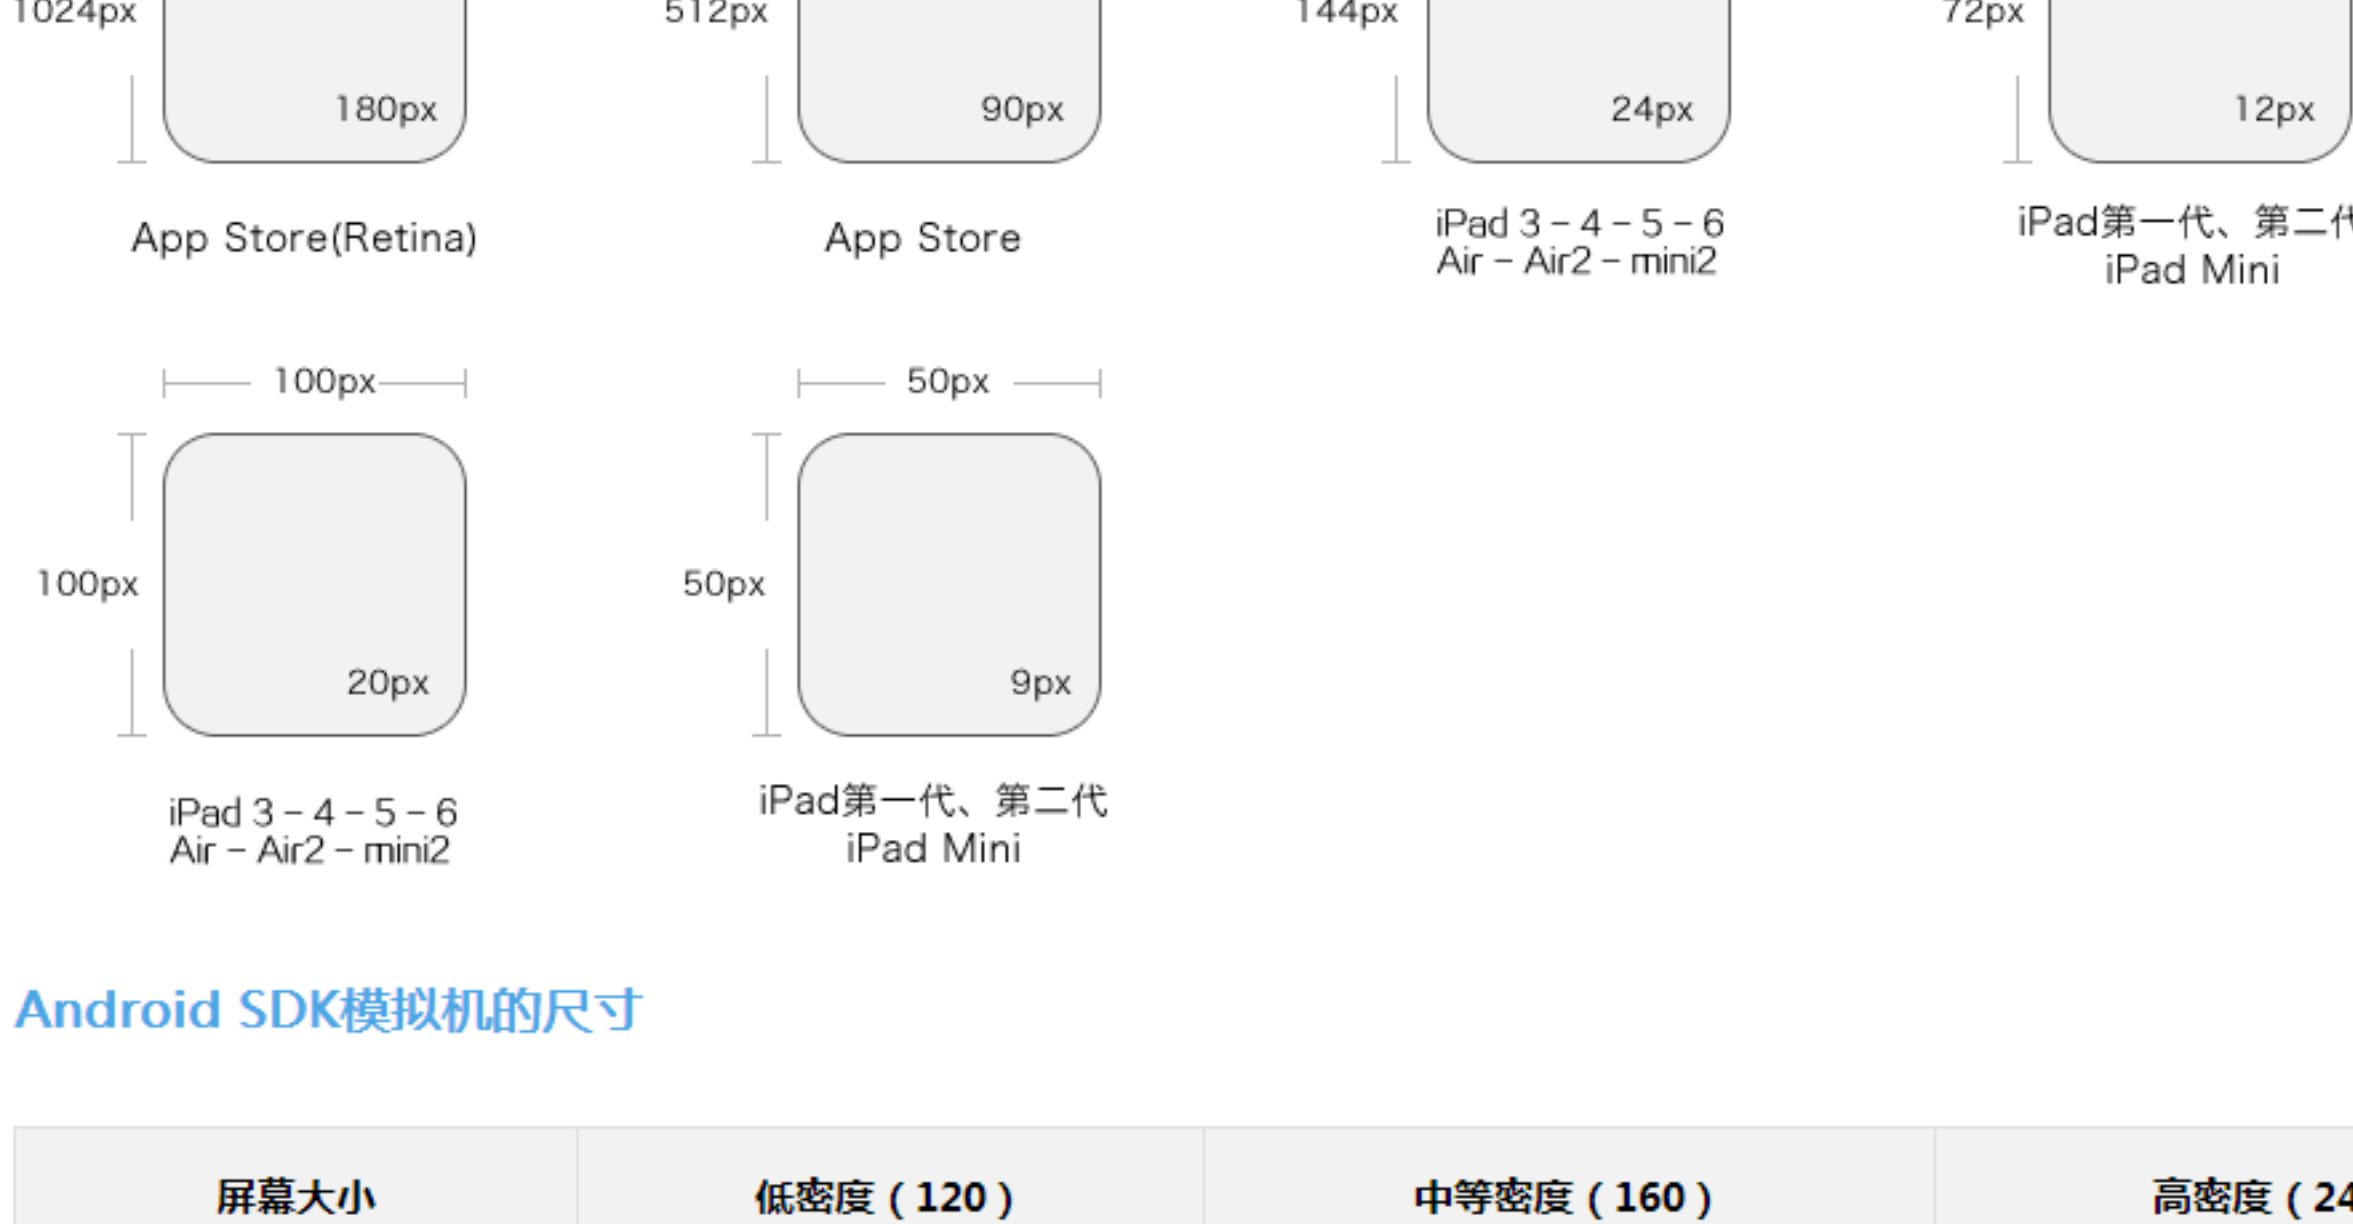 1024px
512px
144px
72px
180px
90px
24px
12px
App Store(Retina)
App Store
iPad 3 – 4 – 5 – 6
Air – Air2 – mini2
iPad第一代、第二代
iPad Mini
100px
50px
100px
50px
20px
9px
iPad 3 – 4 – 5 – 6
Air – Air2 – mini2
iPad第一代、第二代
iPad Mini
Android SDK模拟机的尺寸
屏幕大小
低密度（120）
中等密度（160）
高密度（24